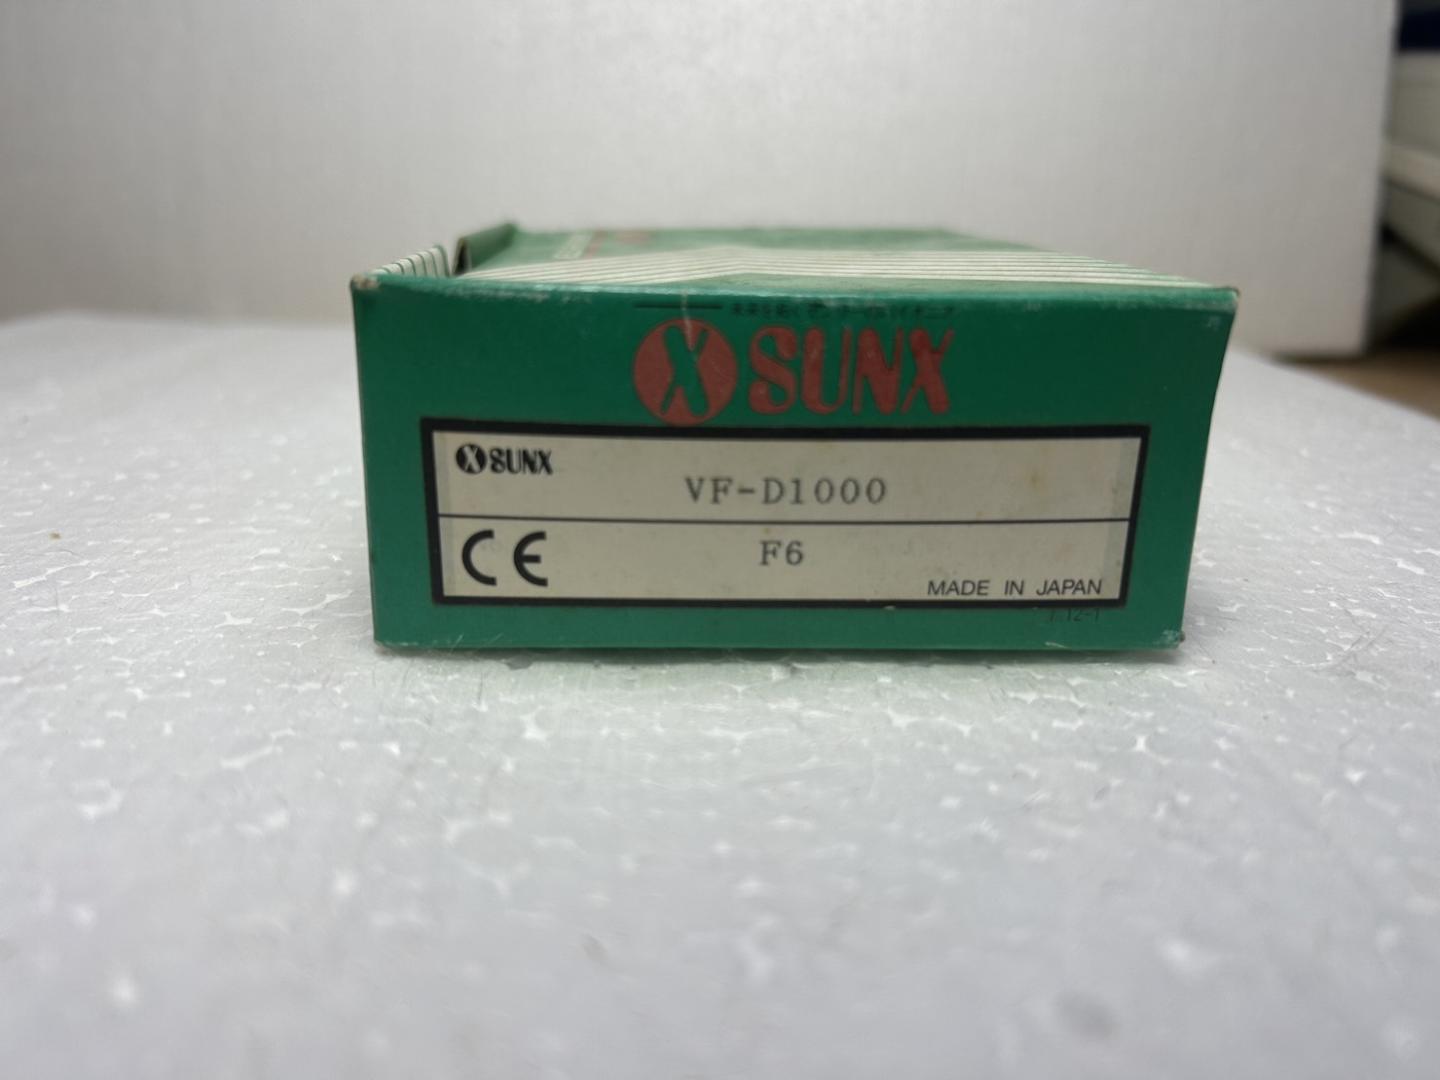 SUNX
SUNX
VF-D1000
CE
F6
MADE IN JAPAN